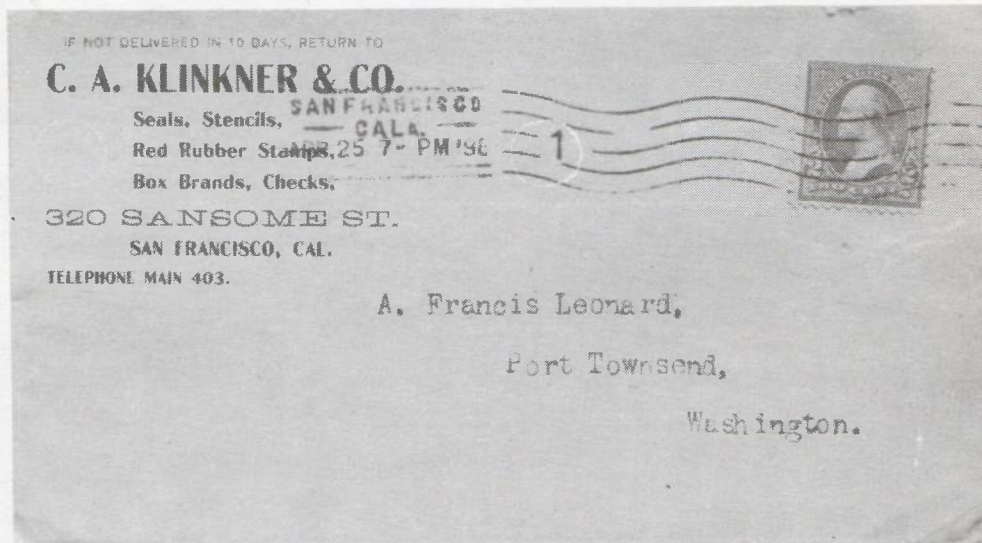 IF NOT DELIVERED IN 10 DAYS, RETURN TO
C. A. KLINKNER & CO.
Seals, Stencils,
Red Rubber Stamps,
Box Brands, Checks,
320 SANSOME ST.
SAN FRANCISCO, CAL.
TELEPHONE MAIN 403.
SAN FRANCISCO
CALA.
APR 25 7- PM '98
1
A. Francis Leonard,
Port Townsend,
Washington.